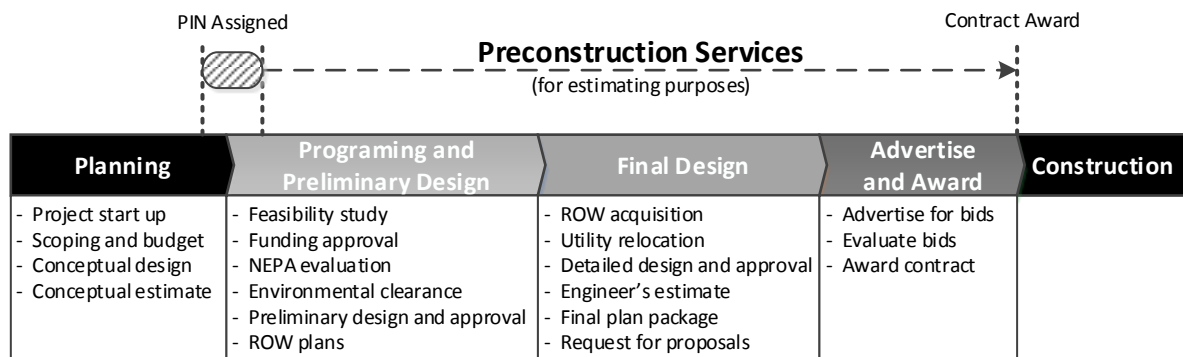 PIN Assigned
Contract Award
Preconstruction Services
(for estimating purposes)
Planning
Programing and
Preliminary Design
Final Design
Advertise
and Award
Construction
- Project start up
- Scoping and budget
- Conceptual design
- Conceptual estimate
- Feasibility study
- Funding approval
- NEPA evaluation
- Environmental clearance
- Preliminary design and approval
- ROW plans
- ROW acquisition
- Utility relocation
- Detailed design and approval
- Engineer’s estimate
- Final plan package
- Request for proposals
- Advertise for bids
- Evaluate bids
- Award contract